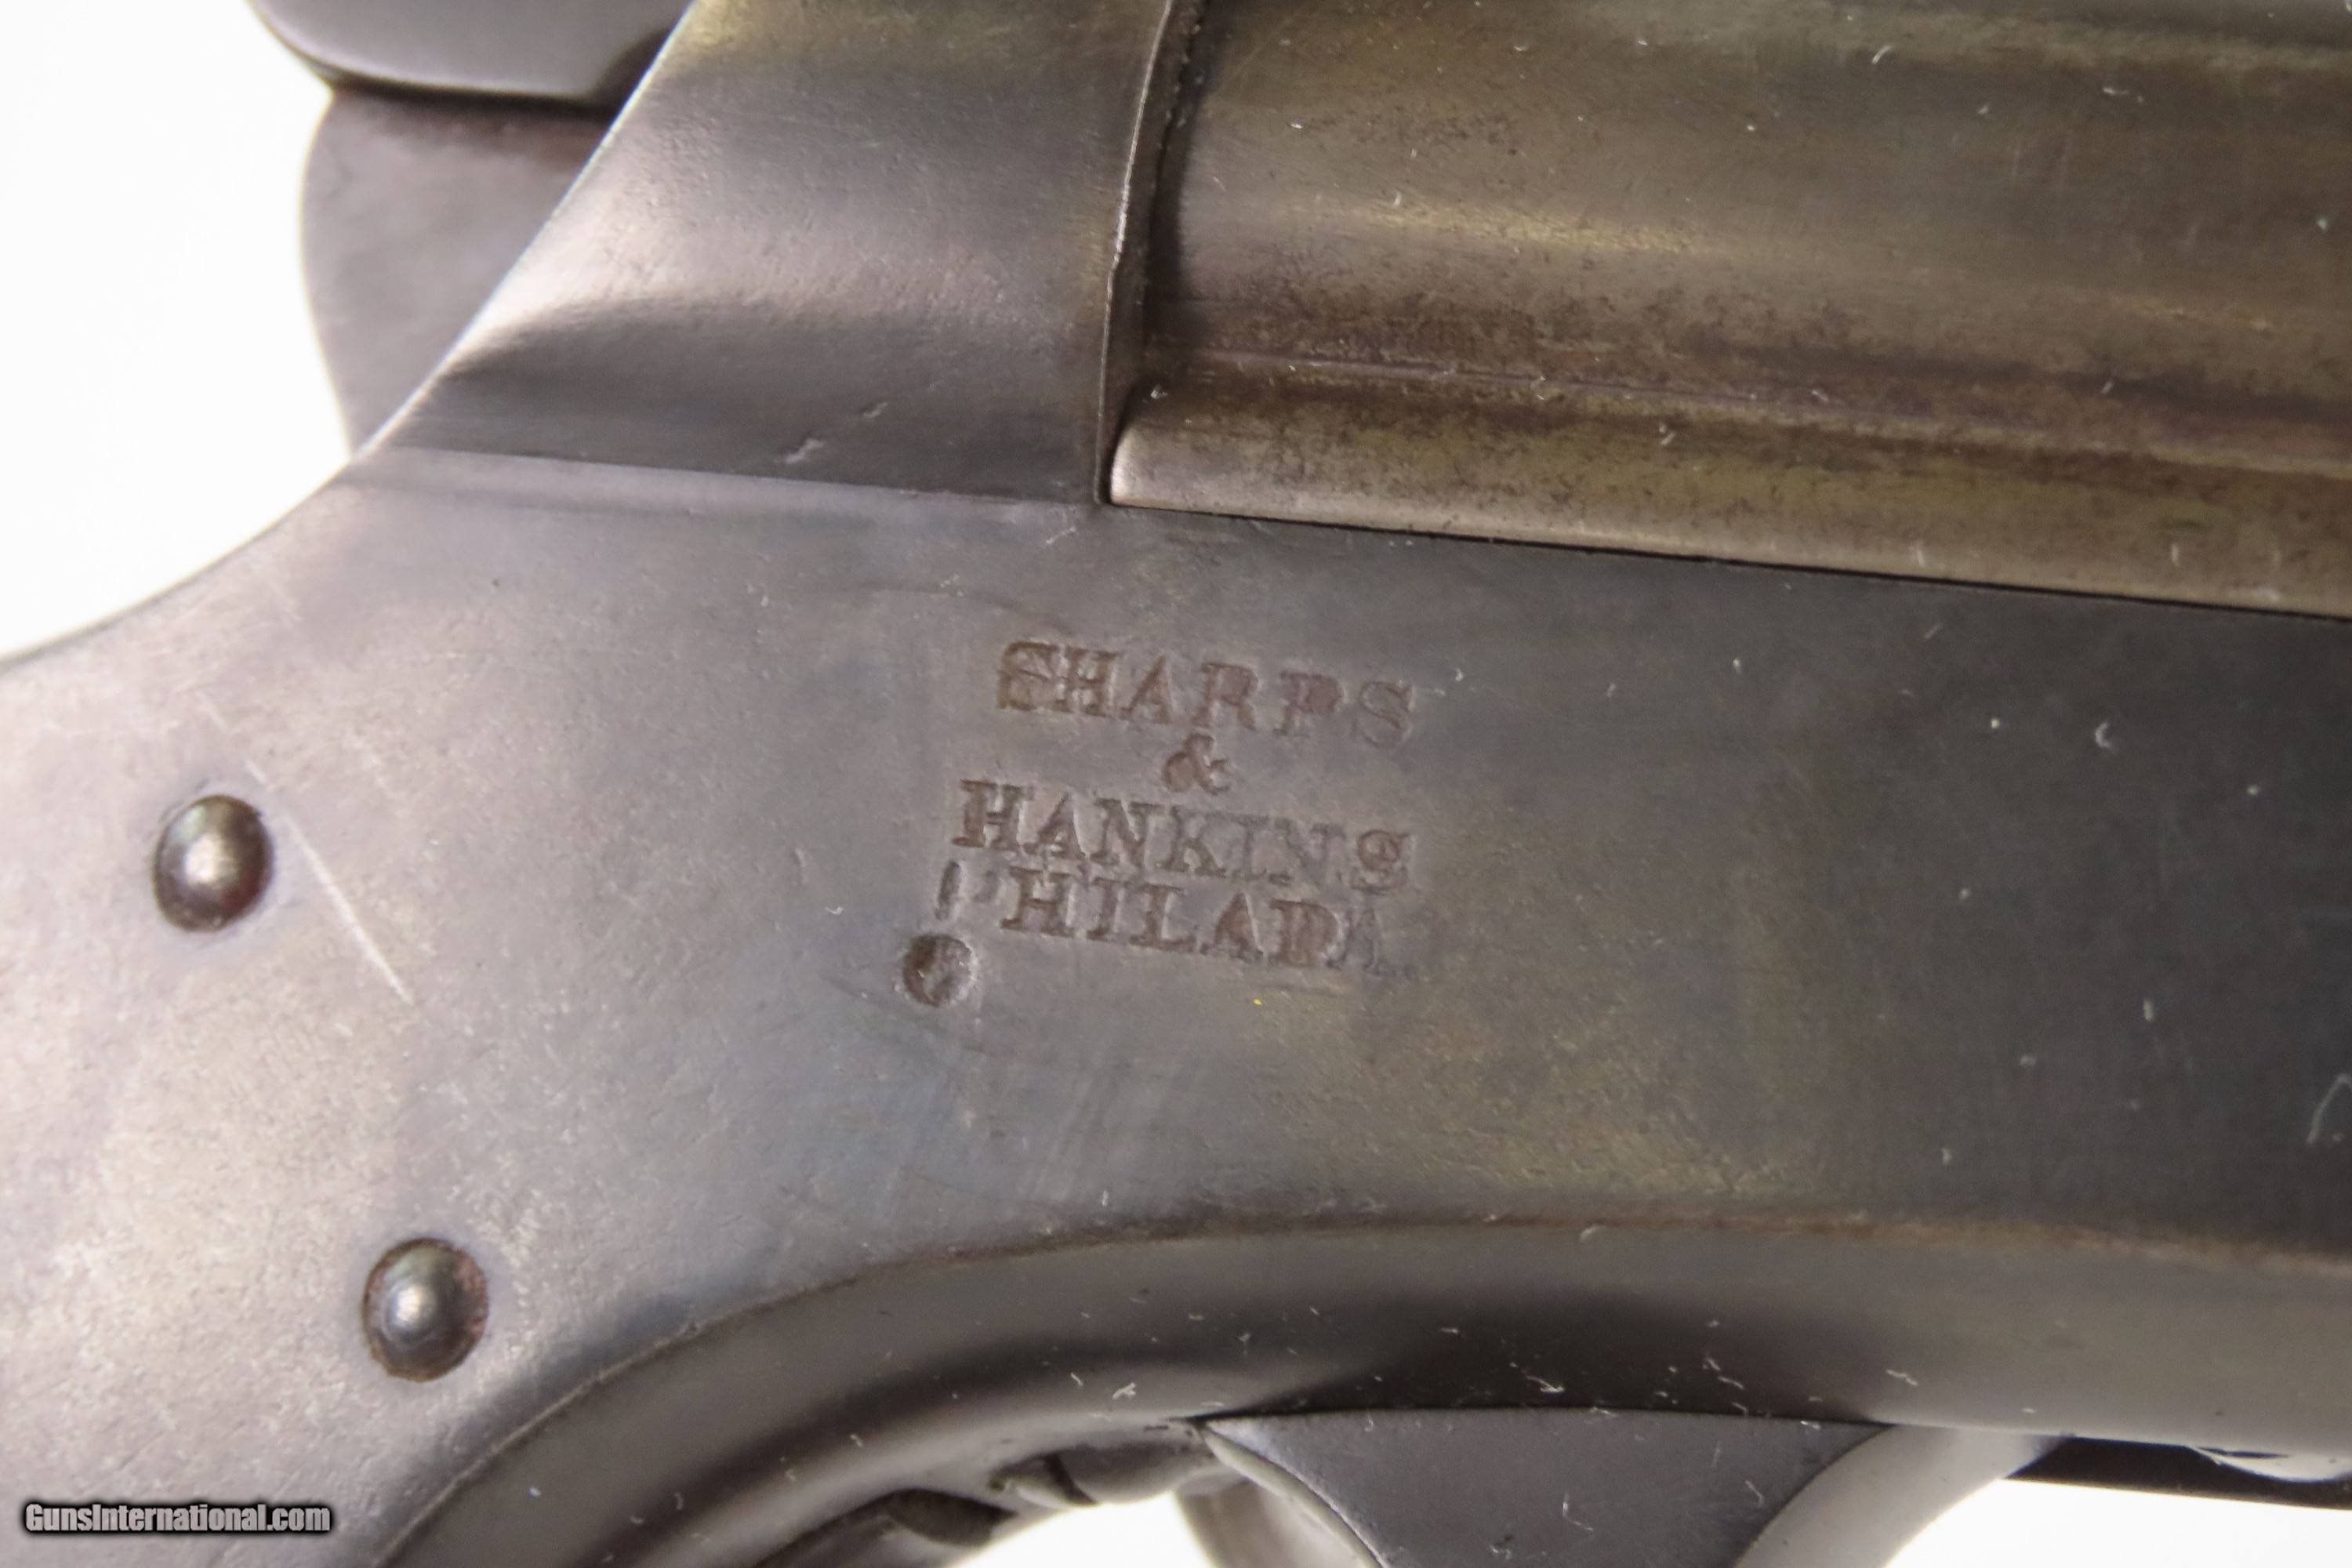 SHARPS
&
HANKINS
PHILADA.
GunsInternational.com